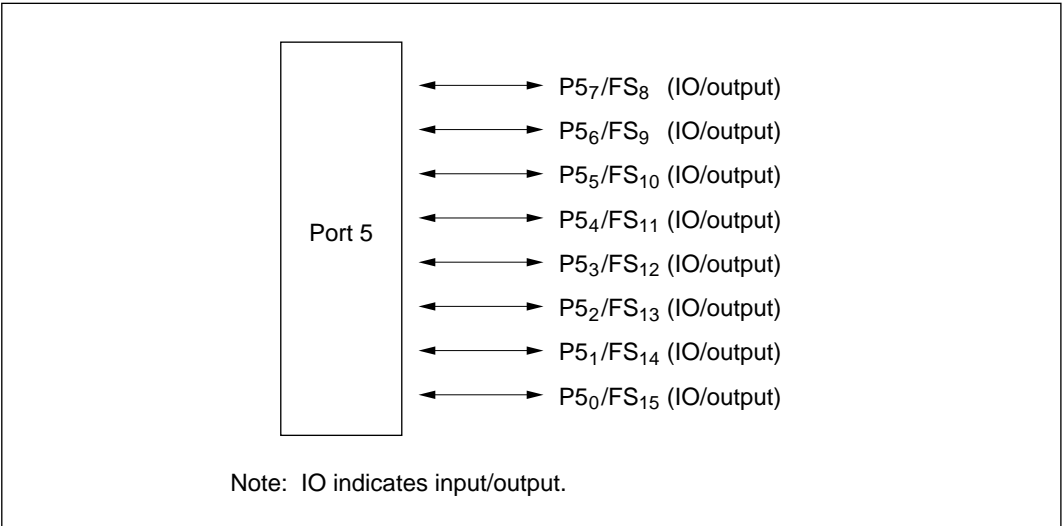 P5₇/FS₈ (IO/output)
P5₆/FS₉ (IO/output)
P5₅/FS₁₀ (IO/output)
P5₄/FS₁₁ (IO/output)
Port 5
P5₃/FS₁₂ (IO/output)
P5₂/FS₁₃ (IO/output)
P5₁/FS₁₄ (IO/output)
P5₀/FS₁₅ (IO/output)
Note: IO indicates input/output.